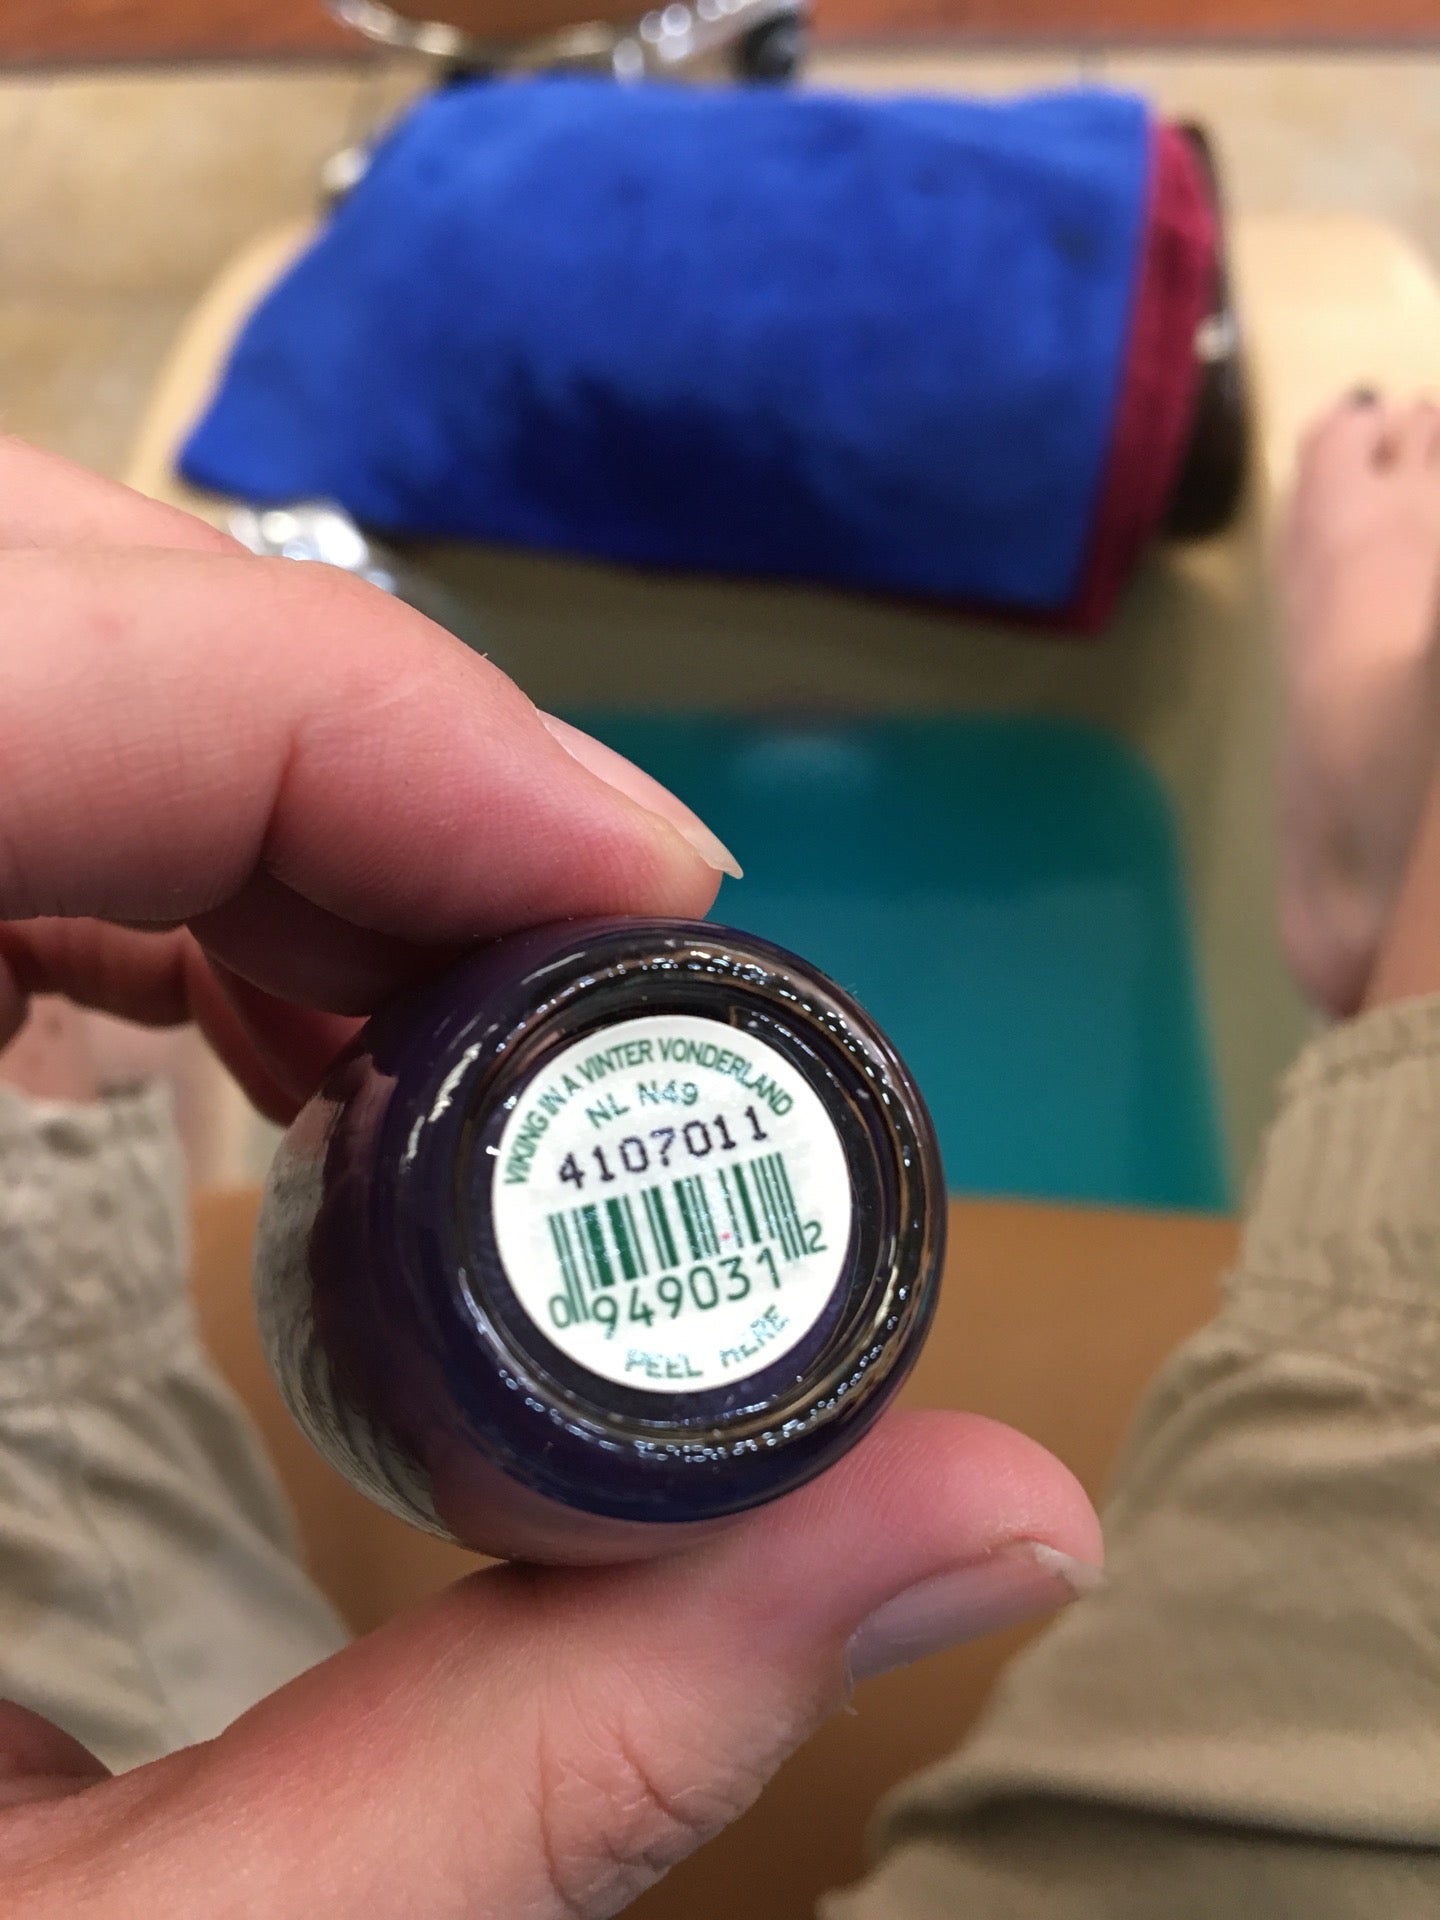 VIKING IN A VINTER VONDERLAND
NL N49
4107011
0 949031 2
PEEL HERE